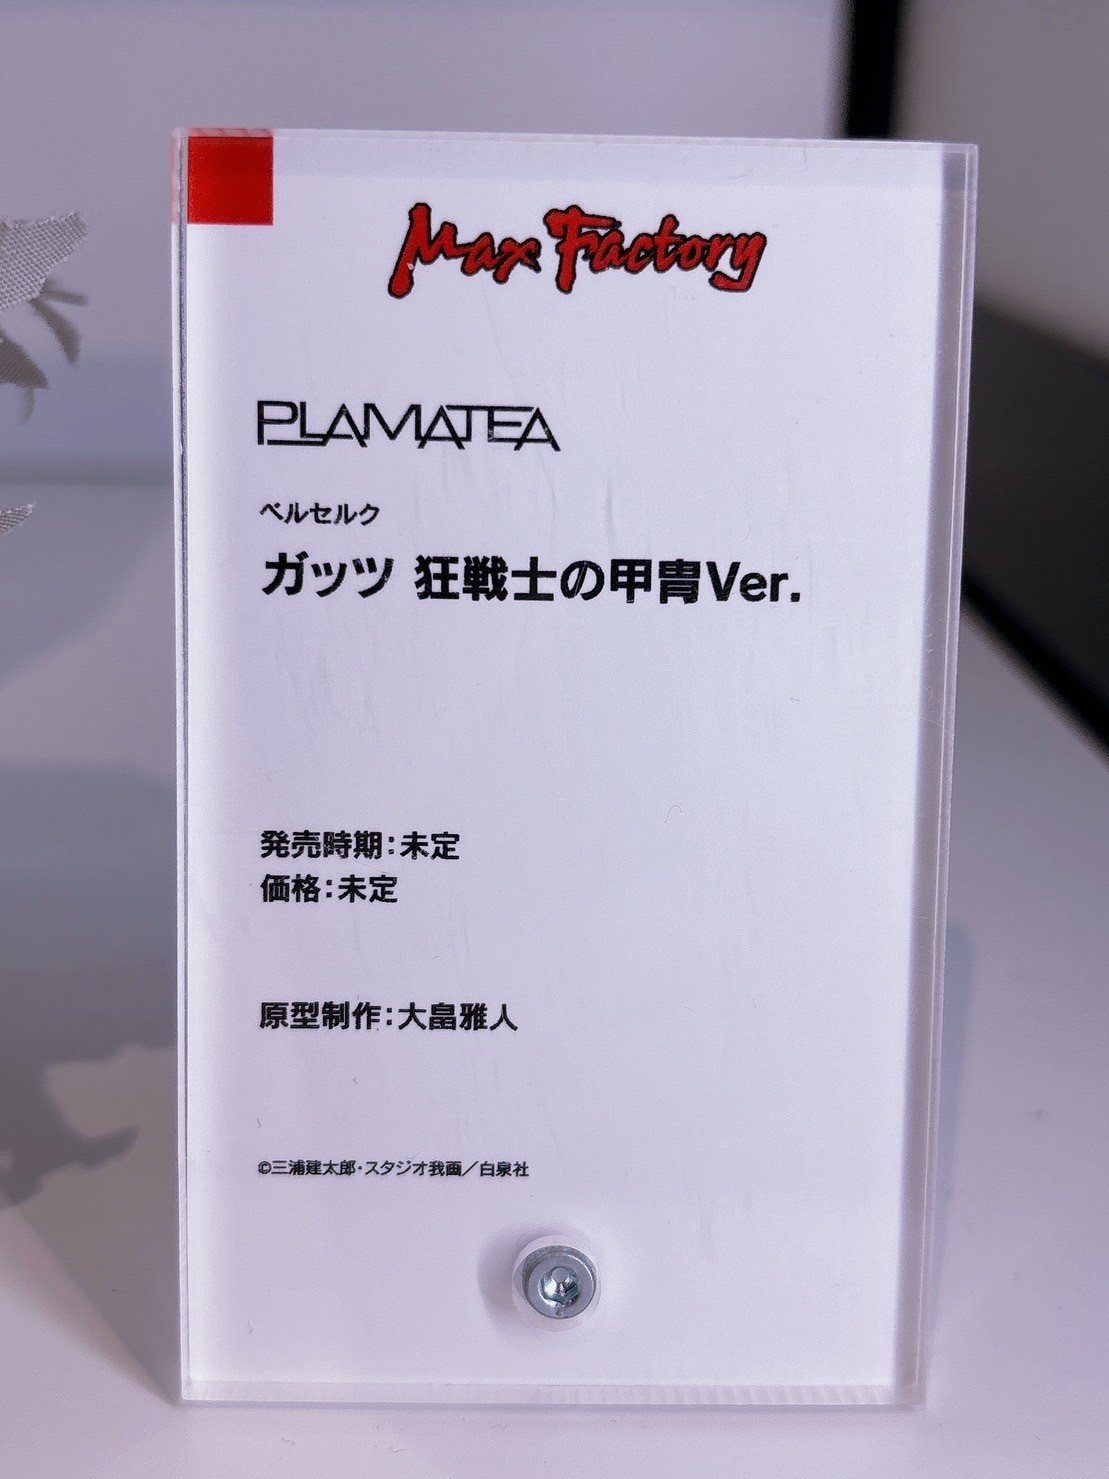 Max Factory
PLAMATEA
ベルセルク
ガッツ 狂戦士の甲冑Ver.
発売時期:未定
価格:未定
原型制作:大畠雅人
©三浦建太郎・スタジオ我画／白泉社